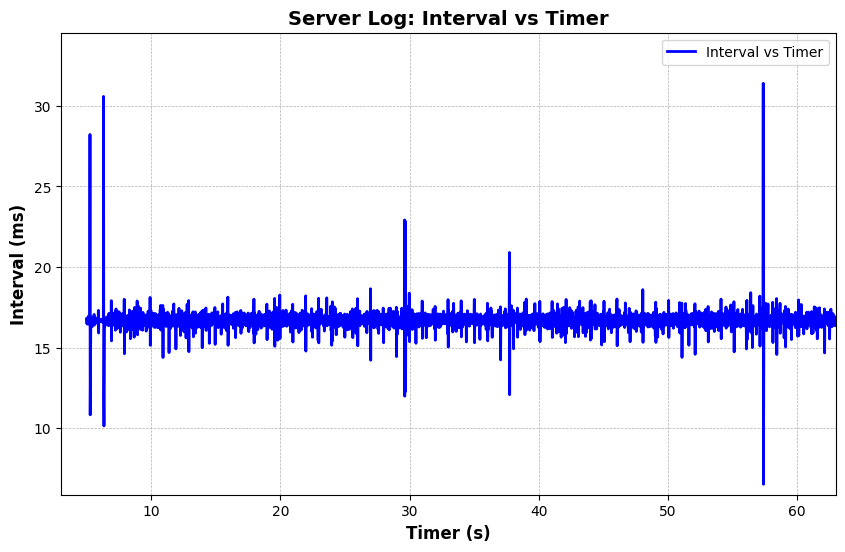 Server Log: Interval vs Timer
Interval vs Timer
30
25
20
15
10
Interval (ms)
10 20 30 40 50 60
Timer (s)